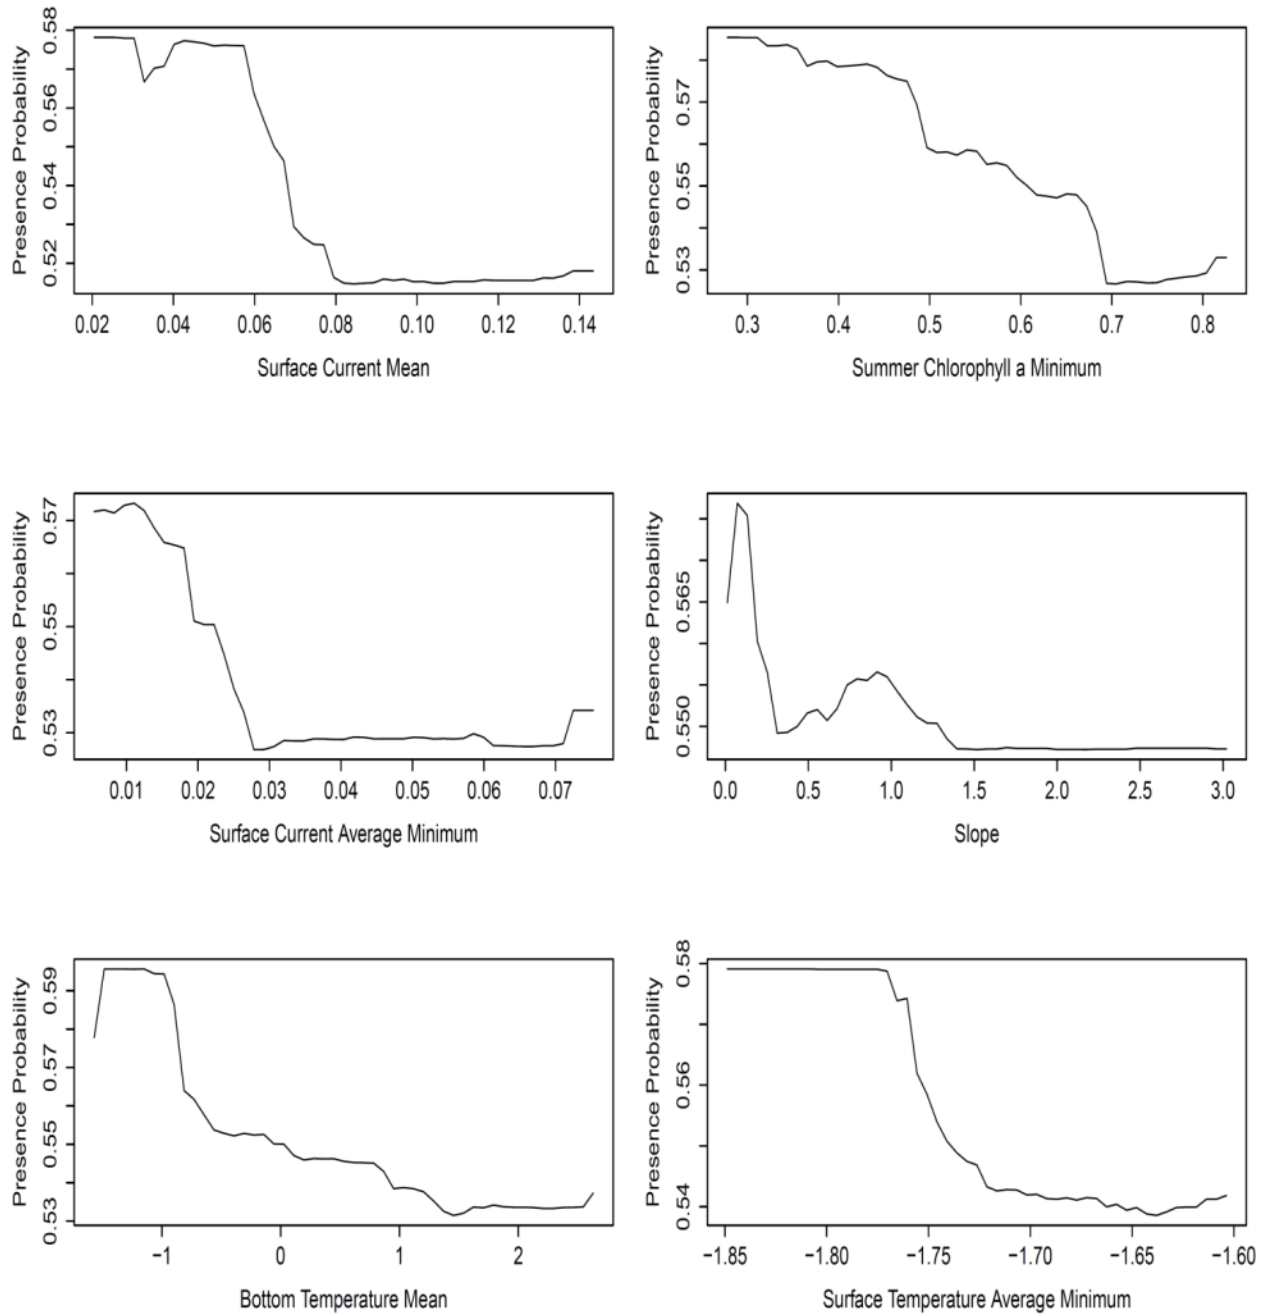 Presence Probability
0.58
0.56
0.54
0.52
0.02 0.04 0.06 0.08 0.10 0.12 0.14
Surface Current Mean
Presence Probability
0.57
0.55
0.53
0.3 0.4 0.5 0.6 0.7 0.8
Summer Chlorophyll a Minimum
Presence Probability
0.57
0.55
0.53
0.01 0.02 0.03 0.04 0.05 0.06 0.07
Surface Current Average Minimum
Presence Probability
0.565
0.550
0.0 0.5 1.0 1.5 2.0 2.5 3.0
Slope
Presence Probability
0.59
0.57
0.55
0.53
−1 0 1 2
Bottom Temperature Mean
Presence Probability
0.58
0.56
0.54
−1.85 −1.80 −1.75 −1.70 −1.65 −1.60
Surface Temperature Average Minimum